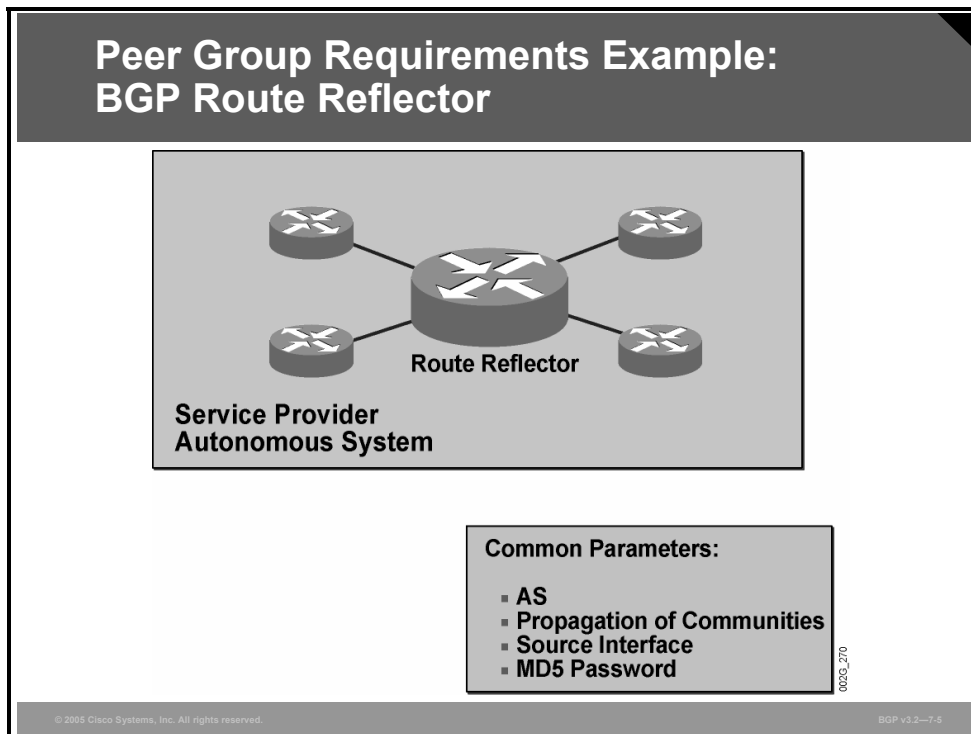 Peer Group Requirements Example:
BGP Route Reflector
Route Reflector
Service Provider
Autonomous System
Common Parameters:
AS
Propagation of Communities
Source Interface
MD5 Password
002G_270
© 2005 Cisco Systems, Inc. All rights reserved.
BGP v3.2—7-5